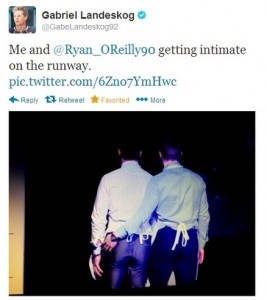 Gabriel Landeskog
@GabeLandeskog92
Me and @Ryan_OReilly90 getting intimate
on the runway.
pic.twitter.com/6Zno7YmHwc
Reply Retweet Favorited More